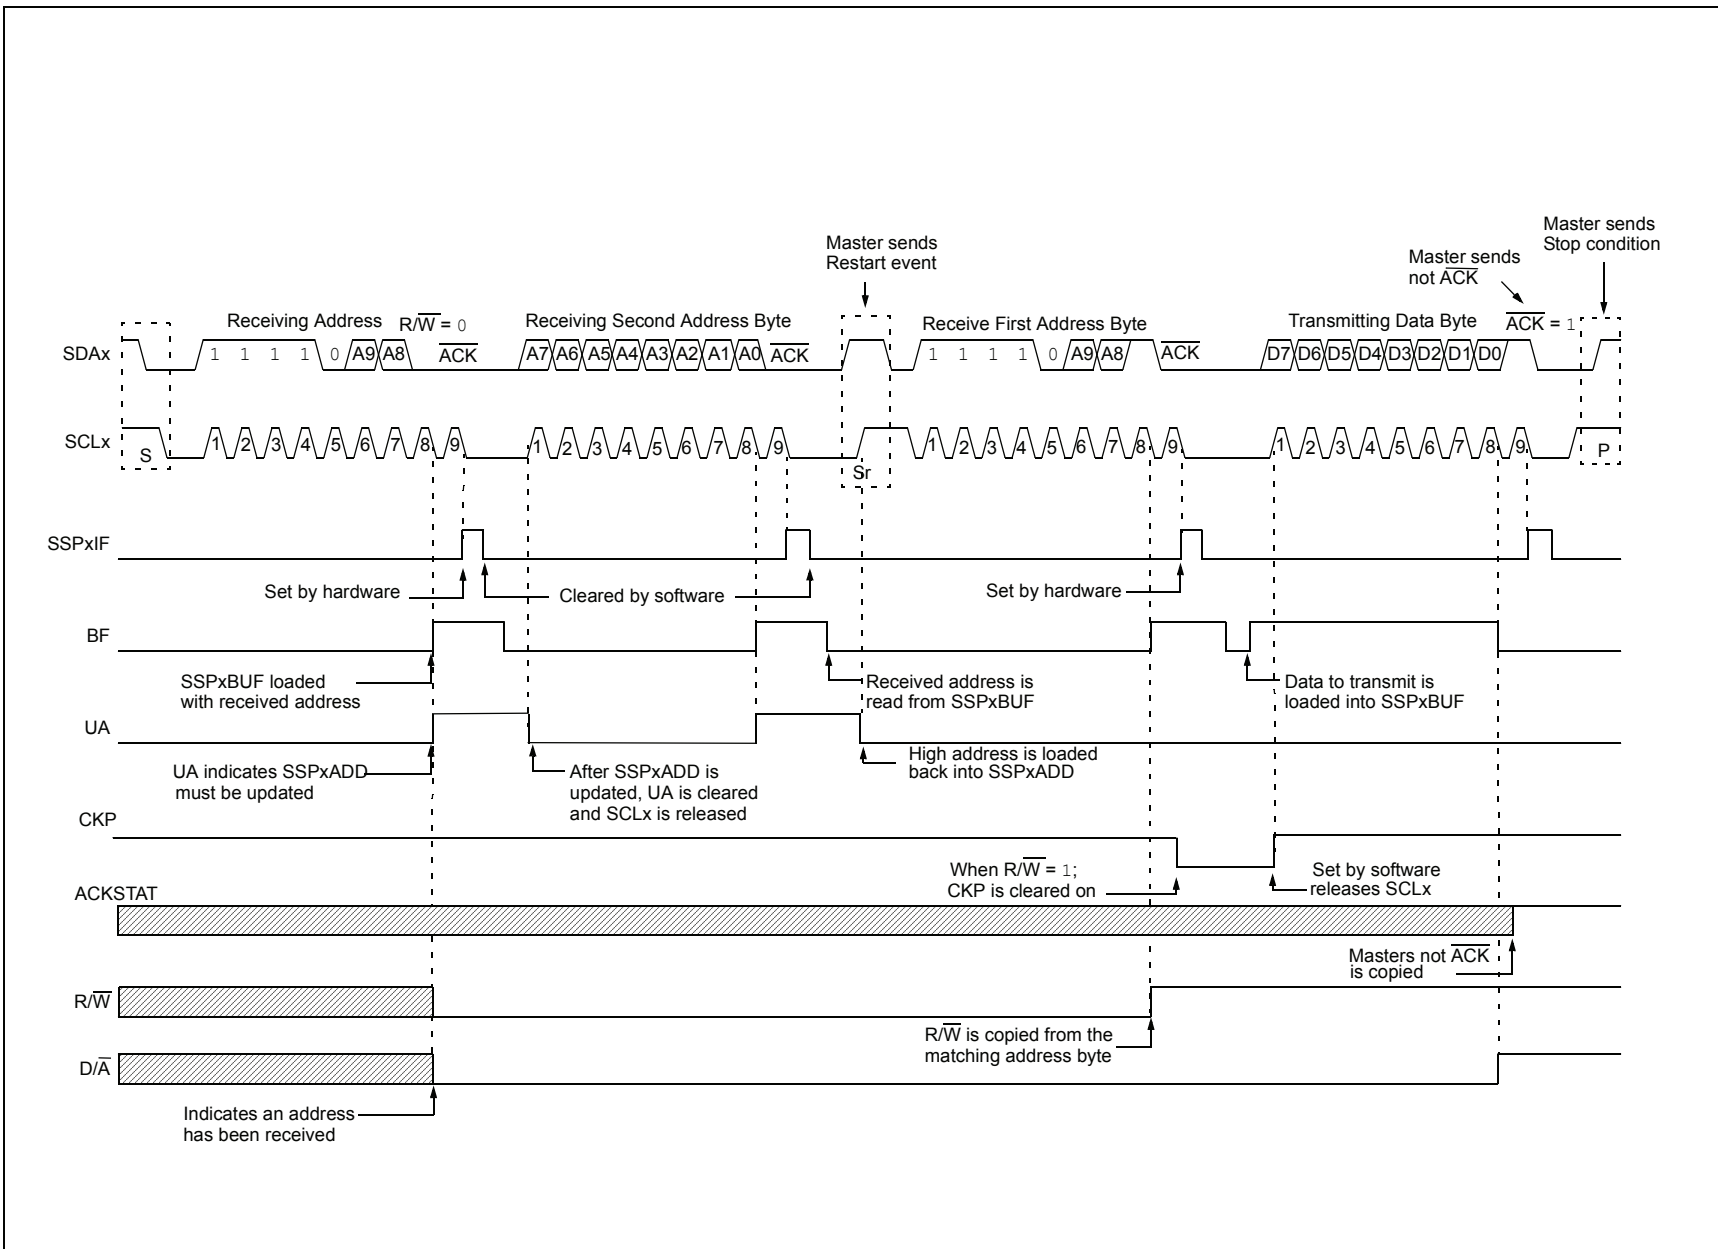 Master sends
Stop condition
Master sends
Restart event
Master sends
not ACK
Receiving Address R/W = 0
Receiving Second Address Byte
Receive First Address Byte
Transmitting Data Byte
ACK = 1
SDAx
1 1 1 1 0 A9 A8 ACK
A7 A6 A5 A4 A3 A2 A1 A0 ACK
1 1 1 1 0 A9 A8 ACK
D7 D6 D5 D4 D3 D2 D1 D0
SCLx
S
1 2 3 4 5 6 7 8 9
1 2 3 4 5 6 7 8 9
Sr
1 2 3 4 5 6 7 8 9
1 2 3 4 5 6 7 8 9
P
SSPxIF
Set by hardware
Cleared by software
Set by hardware
BF
SSPxBUF loaded
with received address
Received address is
read from SSPxBUF
Data to transmit is
loaded into SSPxBUF
UA
UA indicates SSPxADD
must be updated
After SSPxADD is
updated, UA is cleared
and SCLx is released
High address is loaded
back into SSPxADD
CKP
When R/W = 1;
CKP is cleared on
Set by software
releases SCLx
ACKSTAT
Masters not ACK
is copied
R/W
R/W is copied from the
matching address byte
D/A
Indicates an address
has been received